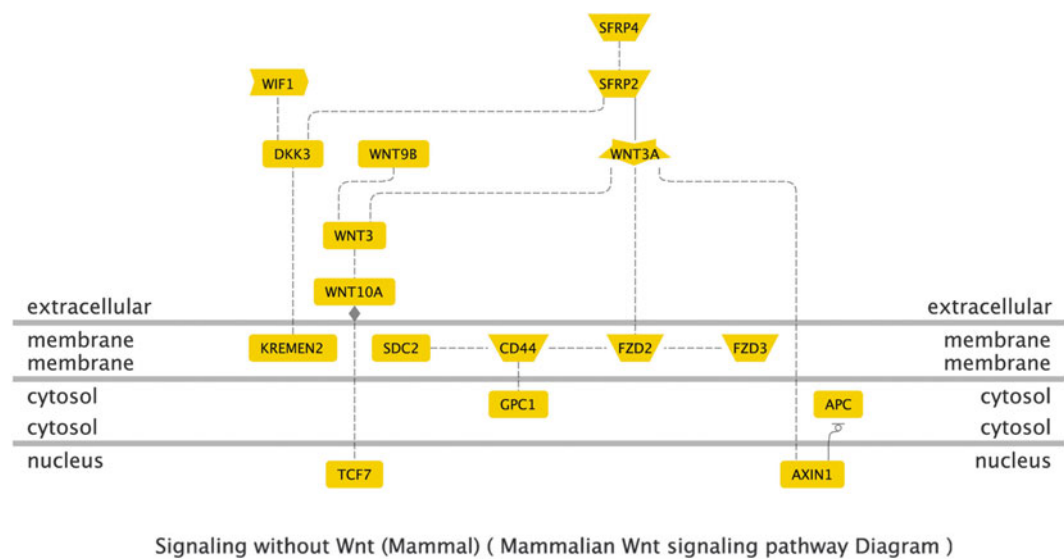 SFRP4
WIF1
SFRP2
DKK3
WNT9B
WNT3A
WNT3
WNT10A
extracellular
extracellular
membrane
KREMEN2
SDC2
CD44
FZD2
FZD3
membrane
membrane
membrane
cytosol
GPC1
APC
cytosol
cytosol
cytosol
nucleus
TCF7
AXIN1
nucleus
Signaling without Wnt (Mammal) ( Mammalian Wnt signaling pathway Diagram )